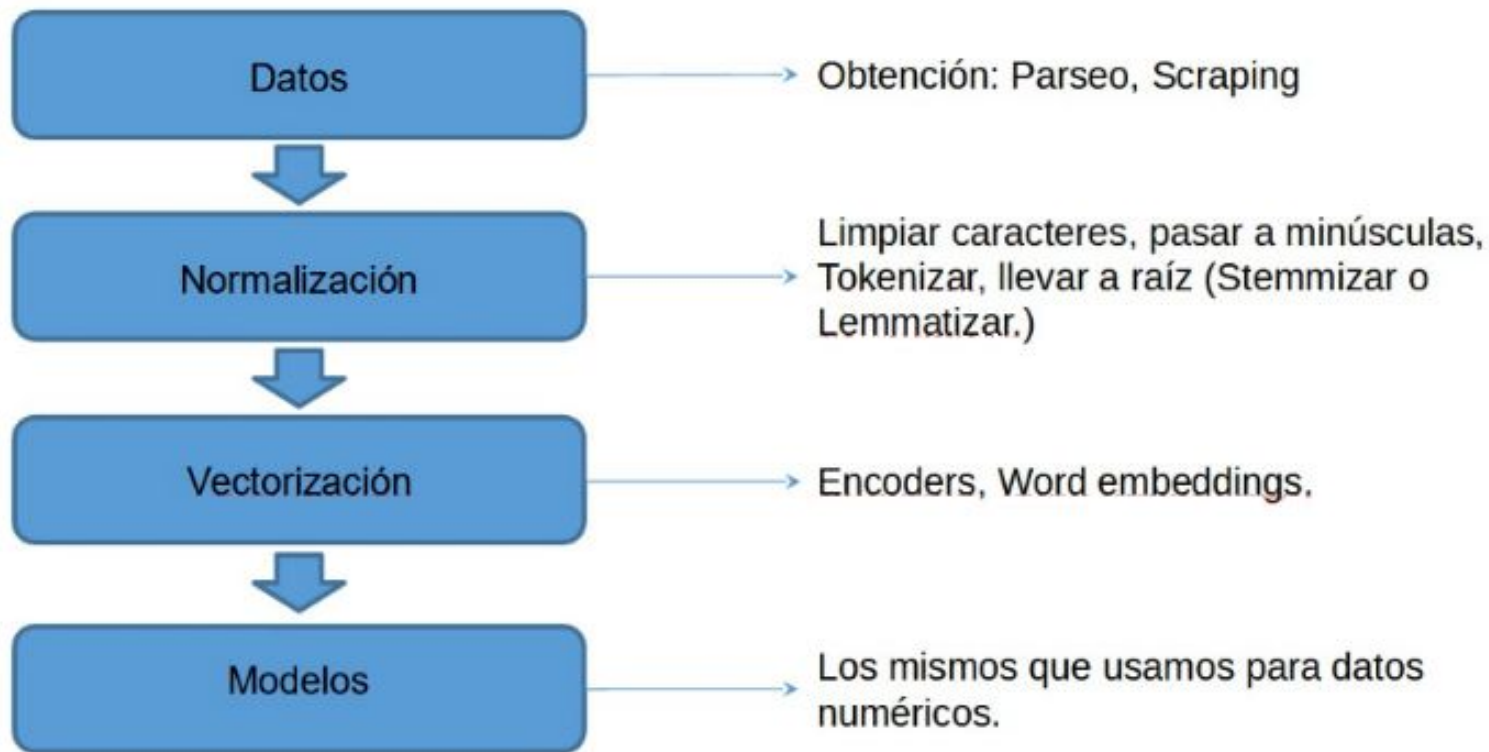 Datos
Obtención: Parseo, Scraping
Normalización
Limpiar caracteres, pasar a minúsculas,
Tokenizar, llevar a raíz (Stemmizar o
Lemmatizar.)
Vectorización
Encoders, Word embeddings.
Modelos
Los mismos que usamos para datos
numéricos.